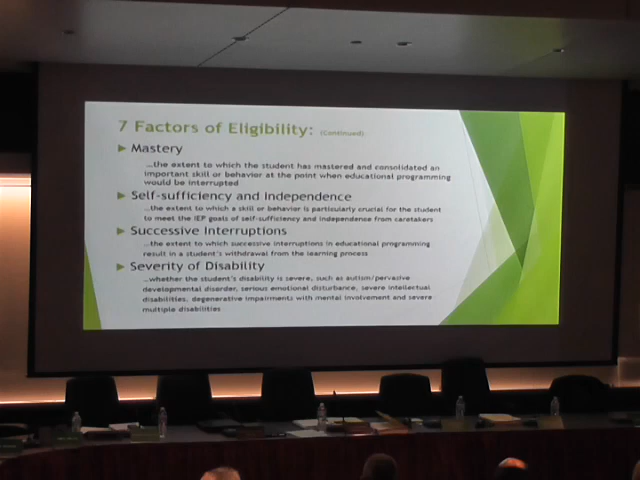 7 Factors of Eligibility: (Continued)
Mastery
...the extent to which the student has mastered and consolidated an
important skill or behavior at the point when educational programming
would be interrupted
Self-sufficiency and Independence
...the extent to which a skill or behavior is particularly crucial for the student
to meet the IEP goals of self-sufficiency and independence from caretakers
Successive Interruptions
...the extent to which successive interruptions in educational programming
result in a student's withdrawal from the learning process
Severity of Disability
...whether the student's disability is severe, such as autism/pervasive
developmental disorder, serious emotional disturbance, severe intellectual
disabilities, degenerative impairments with mental involvement and severe
multiple disabilities